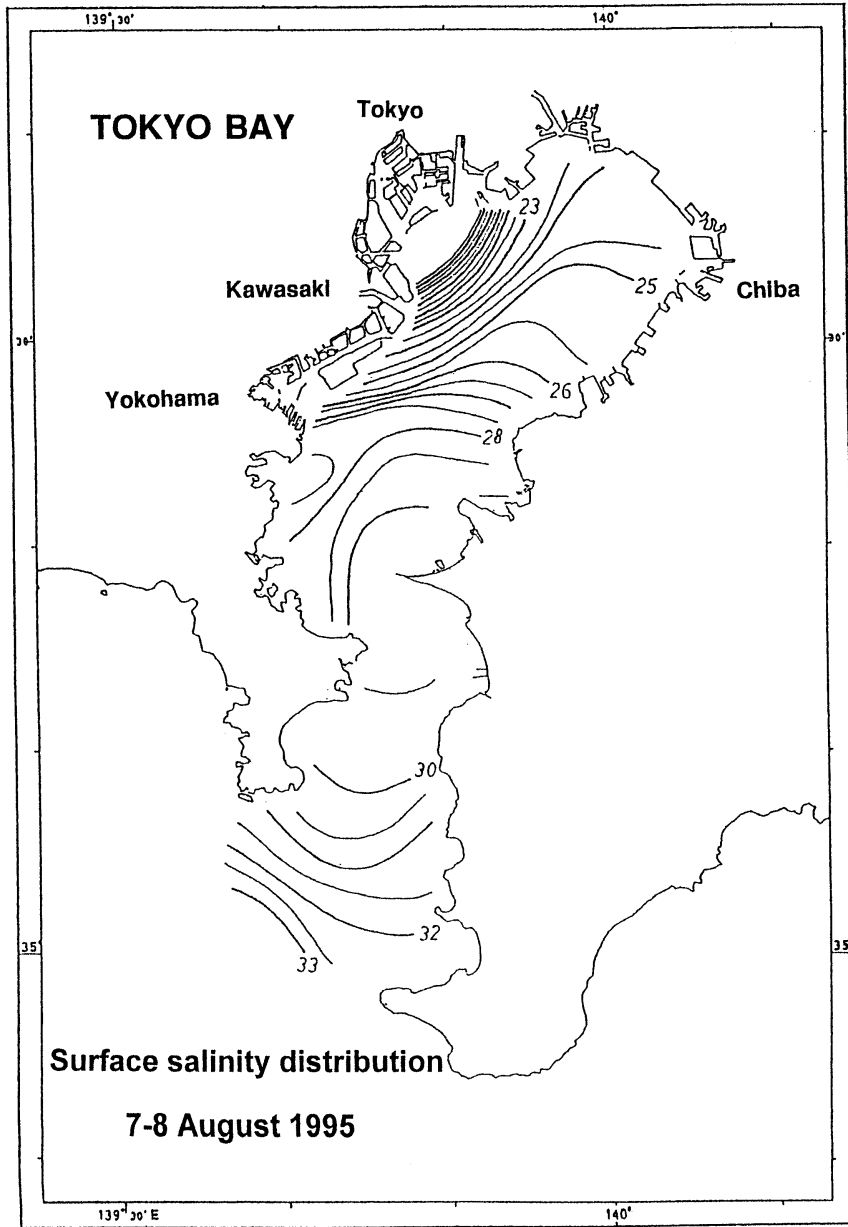 139° 30'
140°
TOKYO BAY
Tokyo
23
Kawasaki
25
Chiba
30'
30'
Yokohama
26
28
30
32
33
35°
35
Surface salinity distribution
7-8 August 1995
139° 30' E
140°